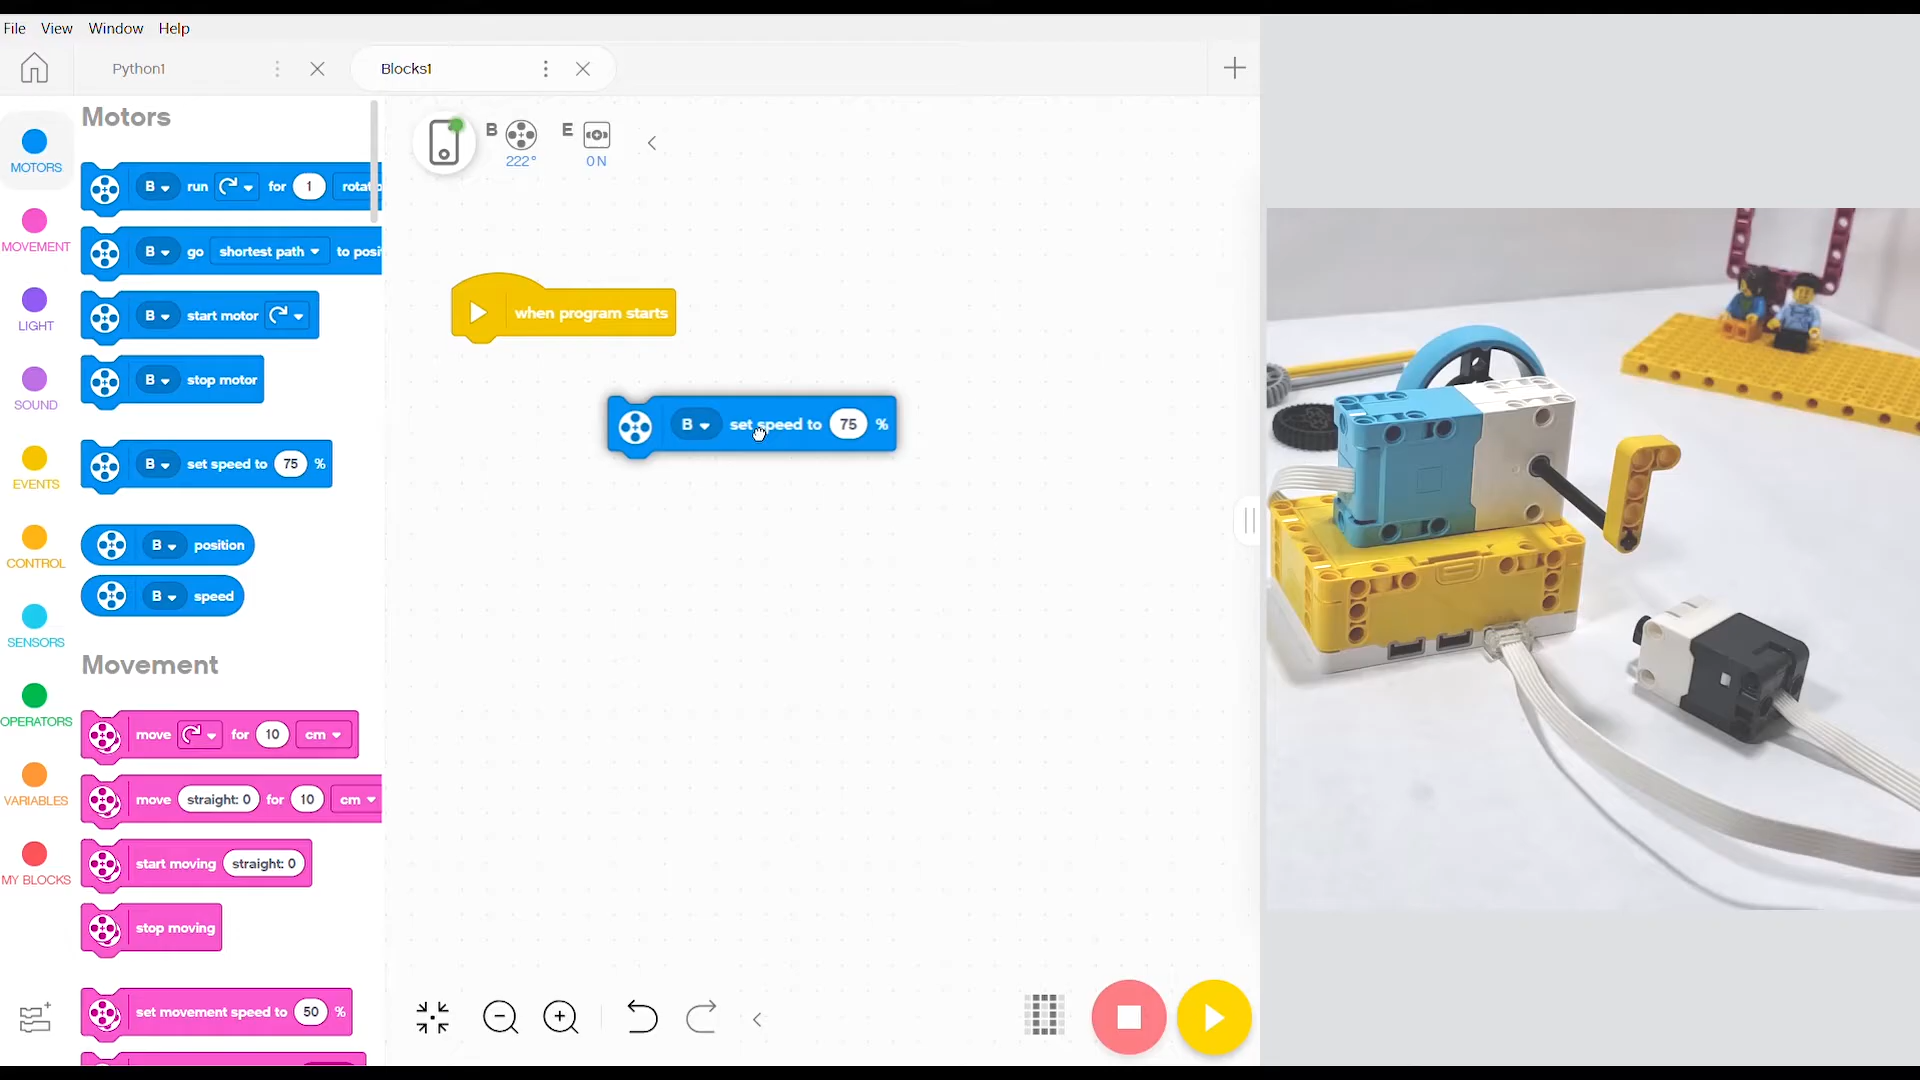 File View Window Help
Python1
Blocks1
Motors
MOTORS
MOVEMENT
LIGHT
SOUND
EVENTS
CONTROL
SENSORS
OPERATORS
VARIABLES
MY BLOCKS
B run for 1
B go shortest path
B start motor
B stop motor
B set speed to 75 %
B position
B speed
Movement
move for 10 cm
move straight: 0 for 10 cm
start moving straight: 0
stop moving
set movement speed to 50 %
B 222°
E 0 N
when program starts
B set speed to 75 %